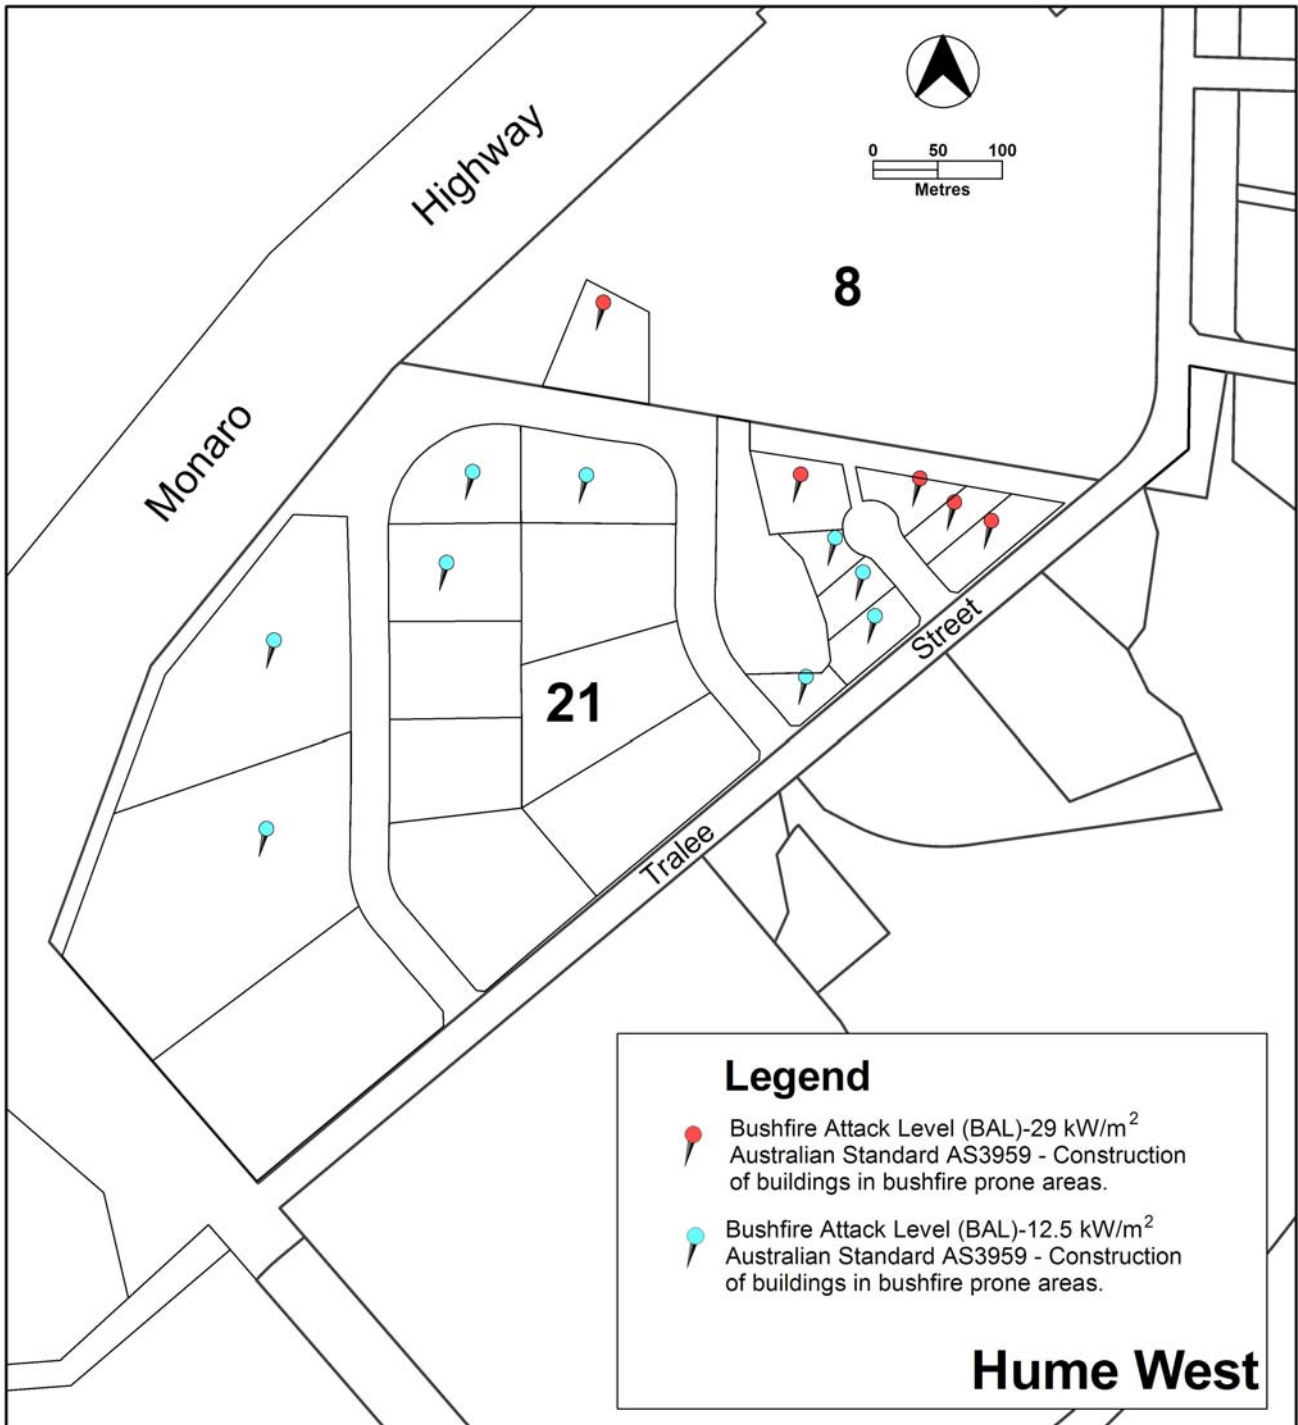 Highway
0 50 100
Metres
8
Monaro
21
Street
Tralee
Legend
Bushfire Attack Level (BAL)-29 kW/m²
Australian Standard AS3959 - Construction
of buildings in bushfire prone areas.
Bushfire Attack Level (BAL)-12.5 kW/m²
Australian Standard AS3959 - Construction
of buildings in bushfire prone areas.
Hume West